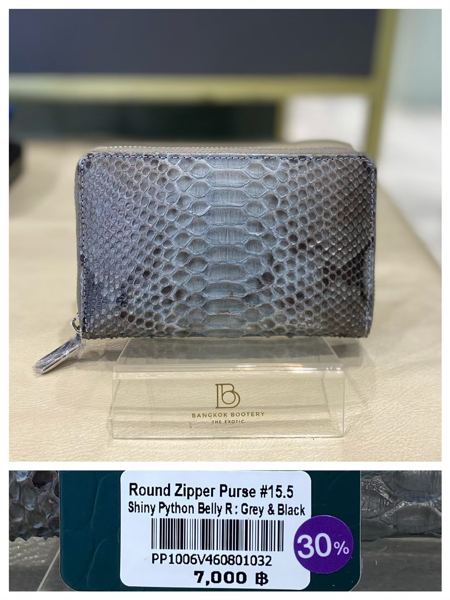 B
BANGKOK BOOTERY
THE EXOTIC
Round Zipper Purse #15.5
Shiny Python Belly R : Grey & Black
PP1006V460801032
7,000 ฿
30%